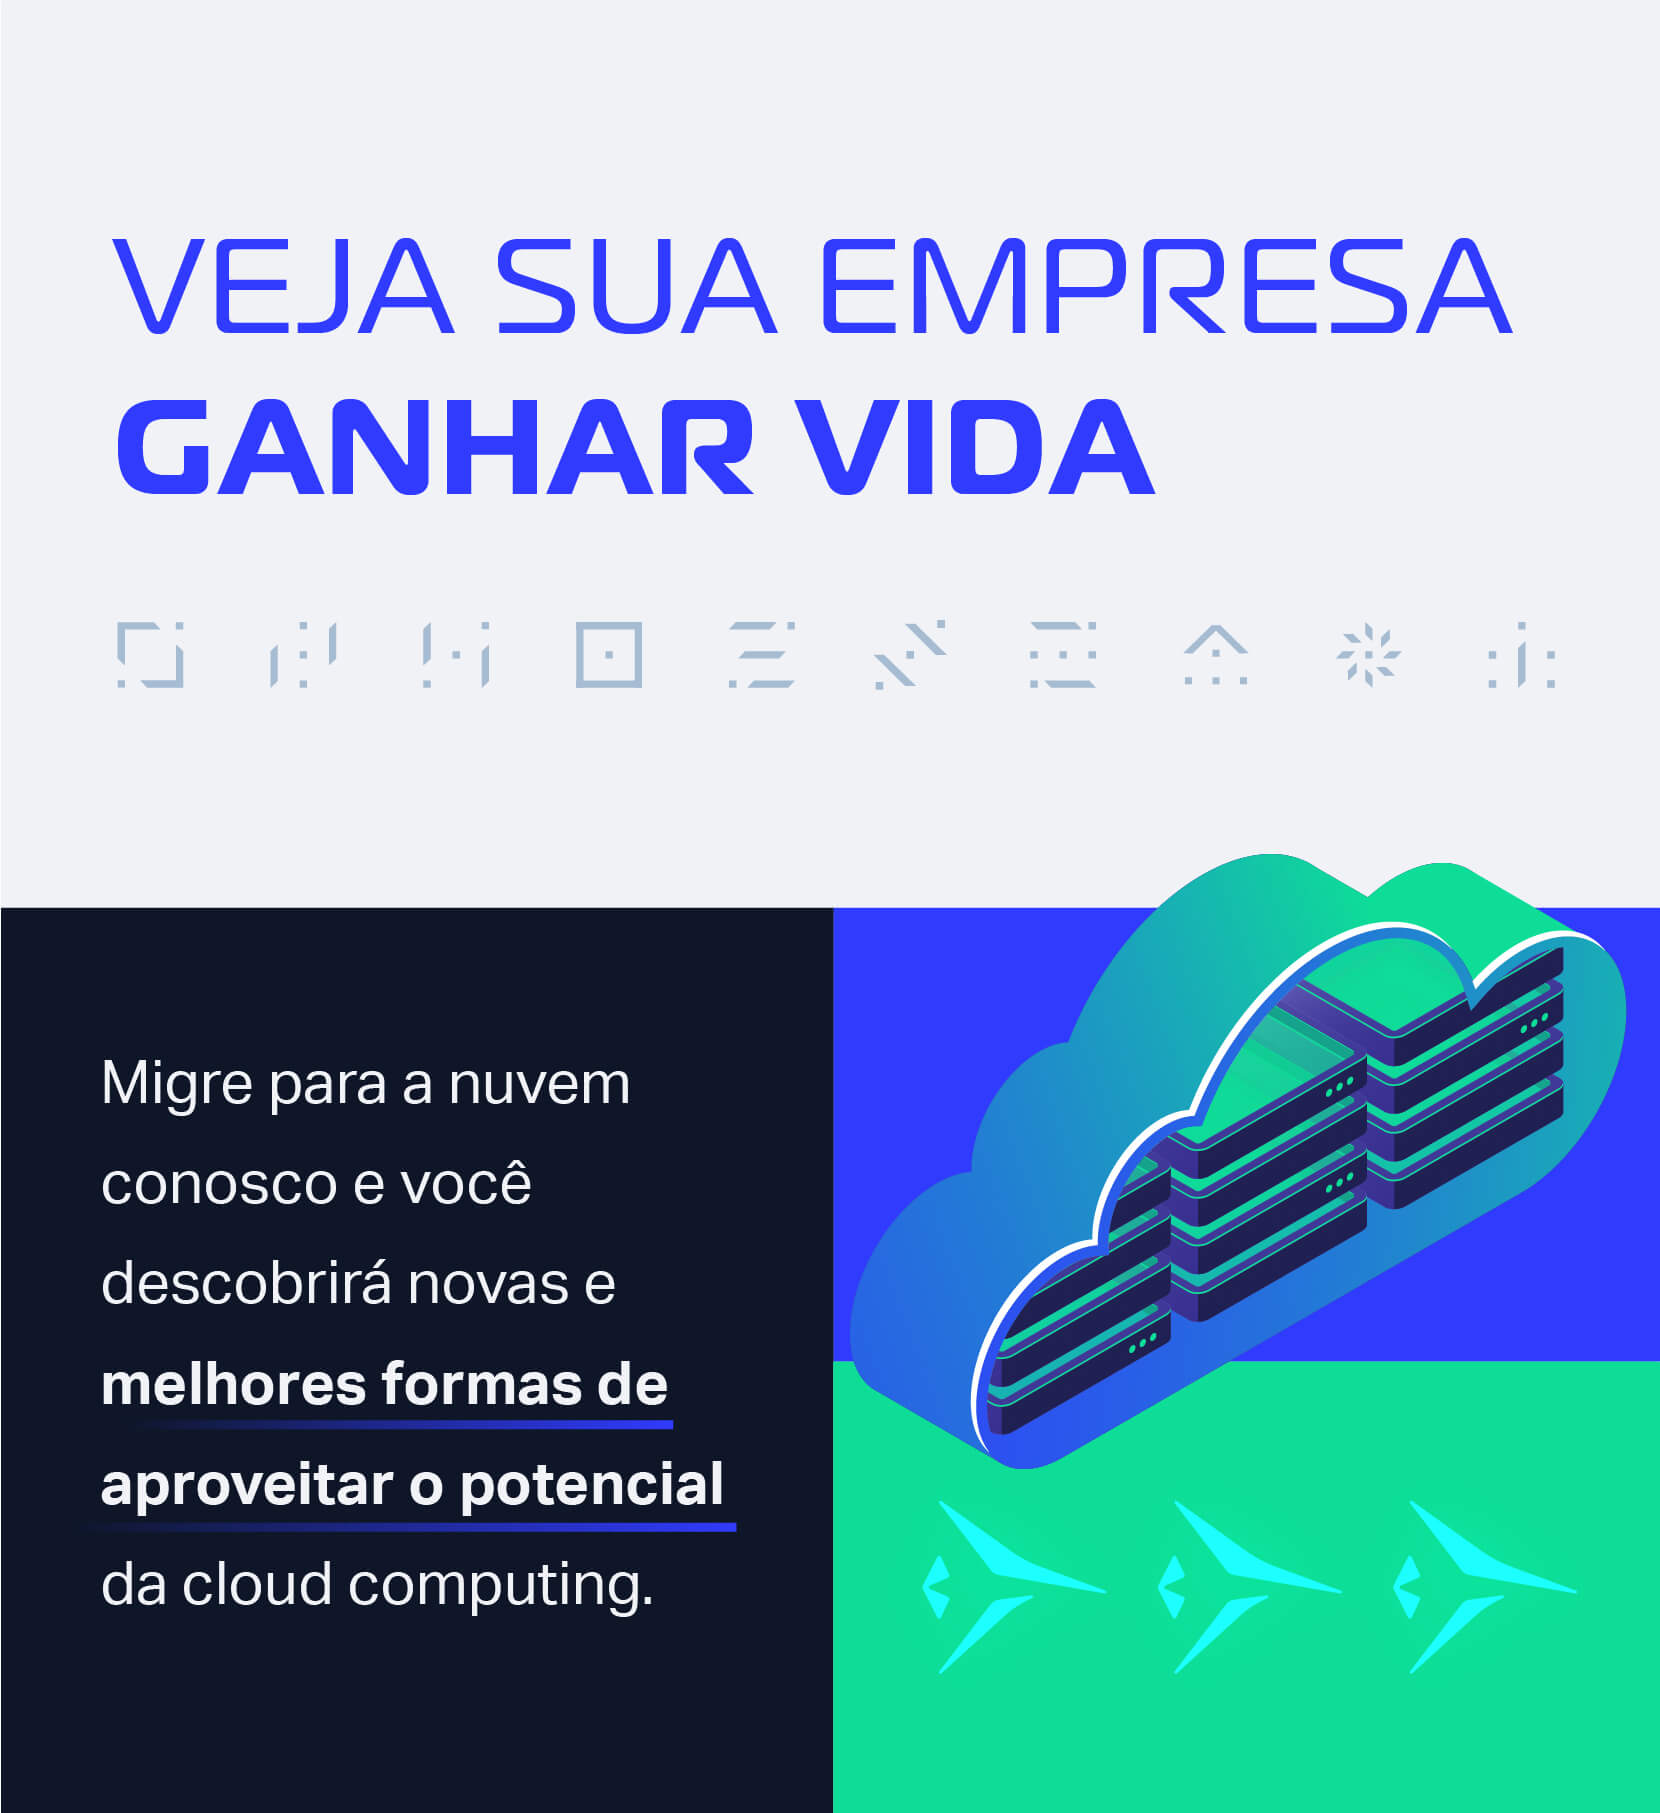 VEJA SUA EMPRESA
GANHAR VIDA
Migre para a nuvem
conosco e você
descobrirá novas e
melhores formas de
aproveitar o potencial
da cloud computing.